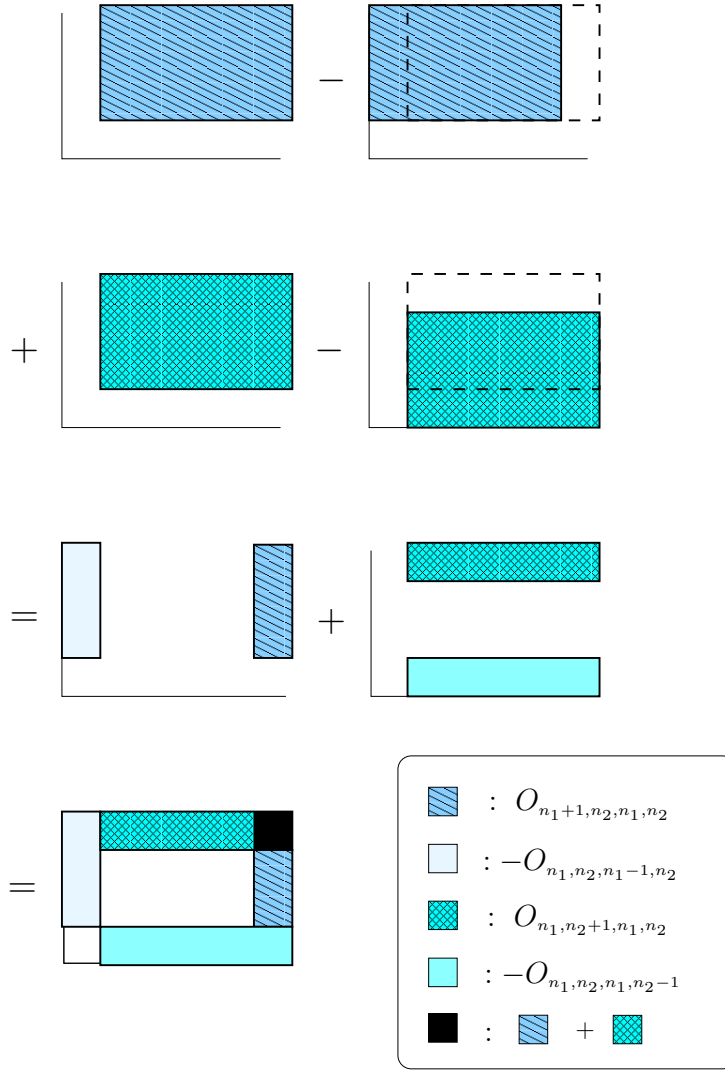 −
+ −
= +
=
: $O_{n_1+1,n_2,n_1,n_2}$
: $-O_{n_1,n_2,n_1-1,n_2}$
: $O_{n_1,n_2+1,n_1,n_2}$
: $-O_{n_1,n_2,n_1,n_2-1}$
: +